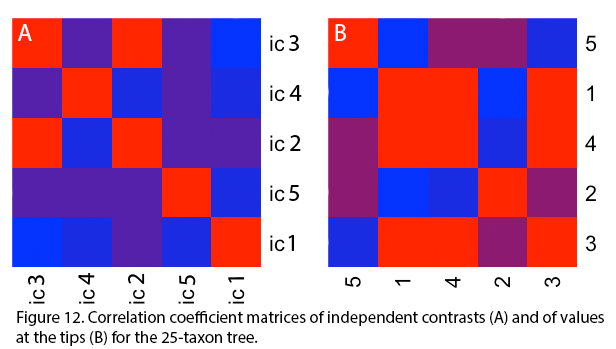 A
B
ic 3
ic 4
ic 2
ic 5
ic 1
5
1
4
2
3
ic 3
ic 4
ic 2
ic 5
ic 1
5
1
4
2
3
Figure 12. Correlation coefficient matrices of independent contrasts (A) and of values
at the tips (B) for the 25-taxon tree.